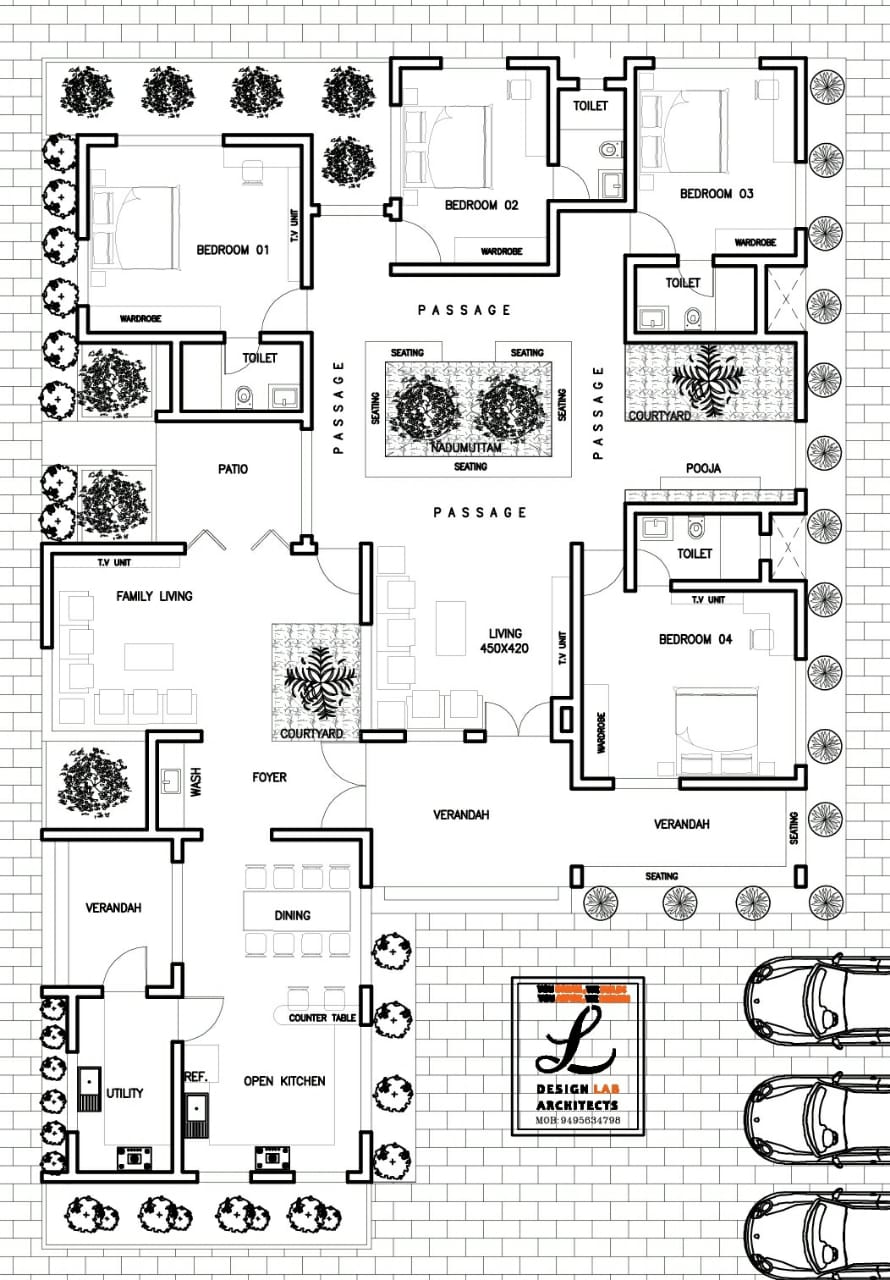 TOILET
BEDROOM 02
BEDROOM 03
WARDROBE
WARDROBE
BEDROOM 01
T.V UNIT
WARDROBE
TOILET
TOILET
PASSAGE
PASSAGE
PASSAGE
SEATING
SEATING
SEATING
SEATING
NADUMUTTAM
SEATING
COURTYARD
PATIO
POOJA
PASSAGE
TOILET
T.V UNIT
FAMILY LIVING
T.V UNIT
BEDROOM 04
LIVING
450X420
T.V UNIT
WARDROBE
COURTYARD
WASH
FOYER
VERANDAH
VERANDAH
SEATING
SEATING
VERANDAH
DINING
COUNTER TABLE
REF.
OPEN KITCHEN
UTILITY
L
DESIGN LAB
ARCHITECTS
MOB: 9495634798